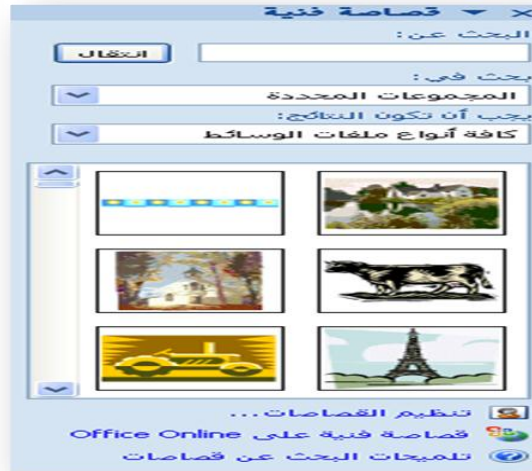 قصاصة فنية
البحث عن:
انتقال
بحث في:
المجموعات المحددة
يجب أن تكون النتائج:
كافة أنواع ملفات الوسائط
تنظيم القصاصات...
قصاصة فنية على Office Online
تلميحات البحث عن قصاصات